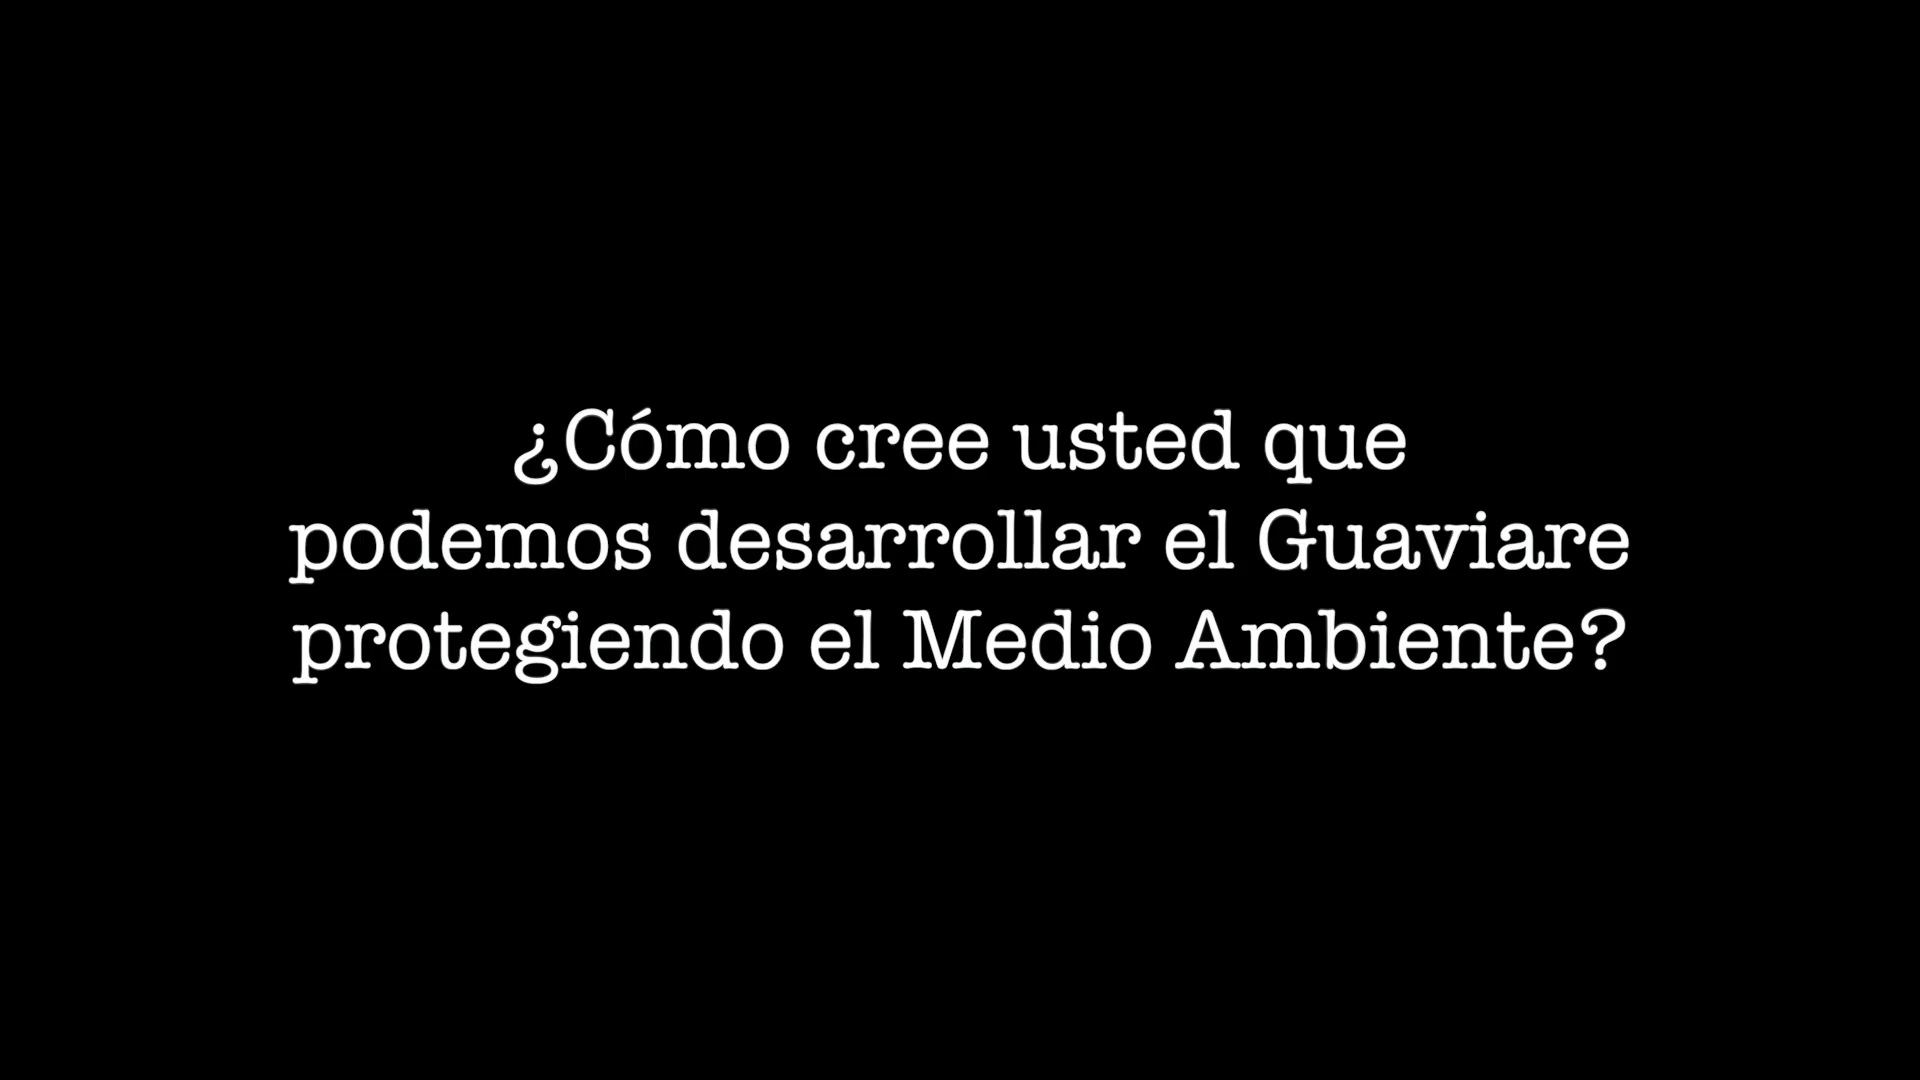 ¿Cómo cree usted que
podemos desarrollar el Guaviare
protegiendo el Medio Ambiente?